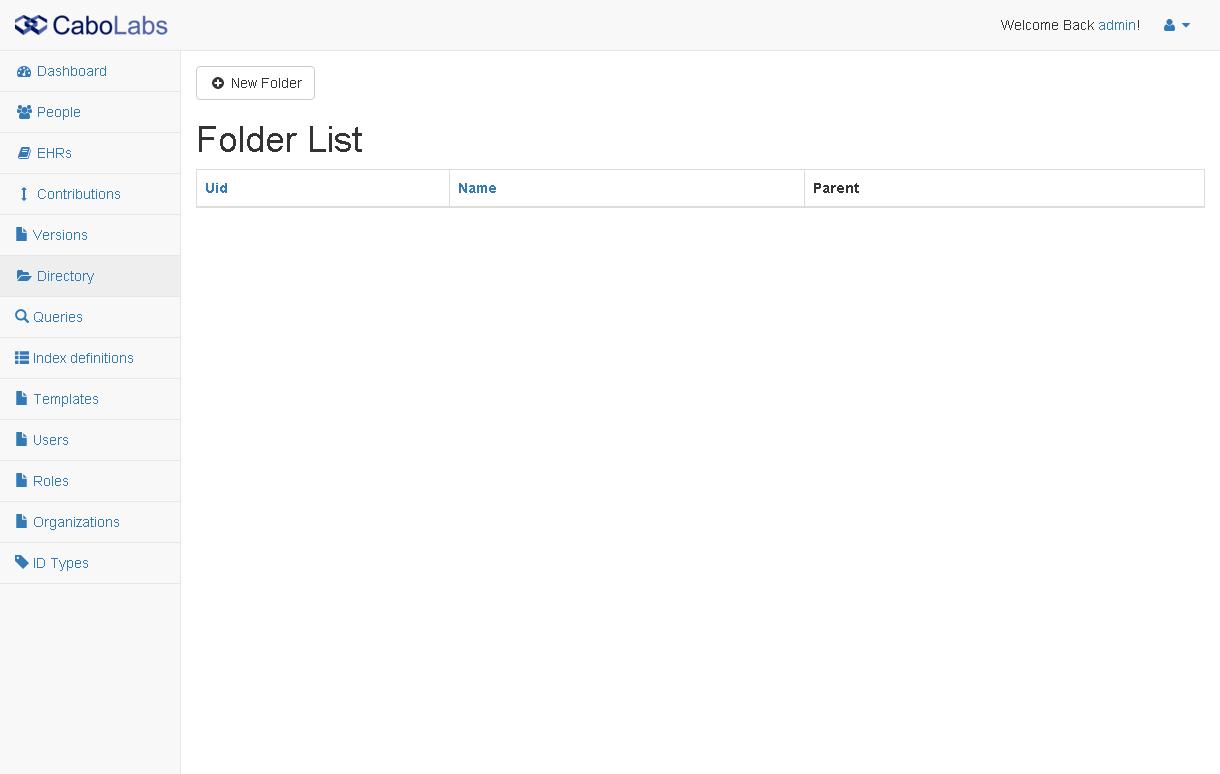 CaboLabs
Welcome Back admin!
Dashboard
People
EHRs
Contributions
Versions
Directory
Queries
Index definitions
Templates
Users
Roles
Organizations
ID Types
New Folder
Folder List
Uid Name Parent